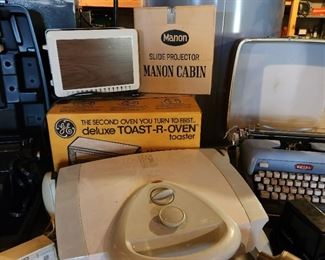 Manon
SLIDE PROJECTOR
MANON CABIN
THE SECOND OVEN YOU TURN TO FIRST.
GE
deluxe TOAST-R-OVEN
toaster